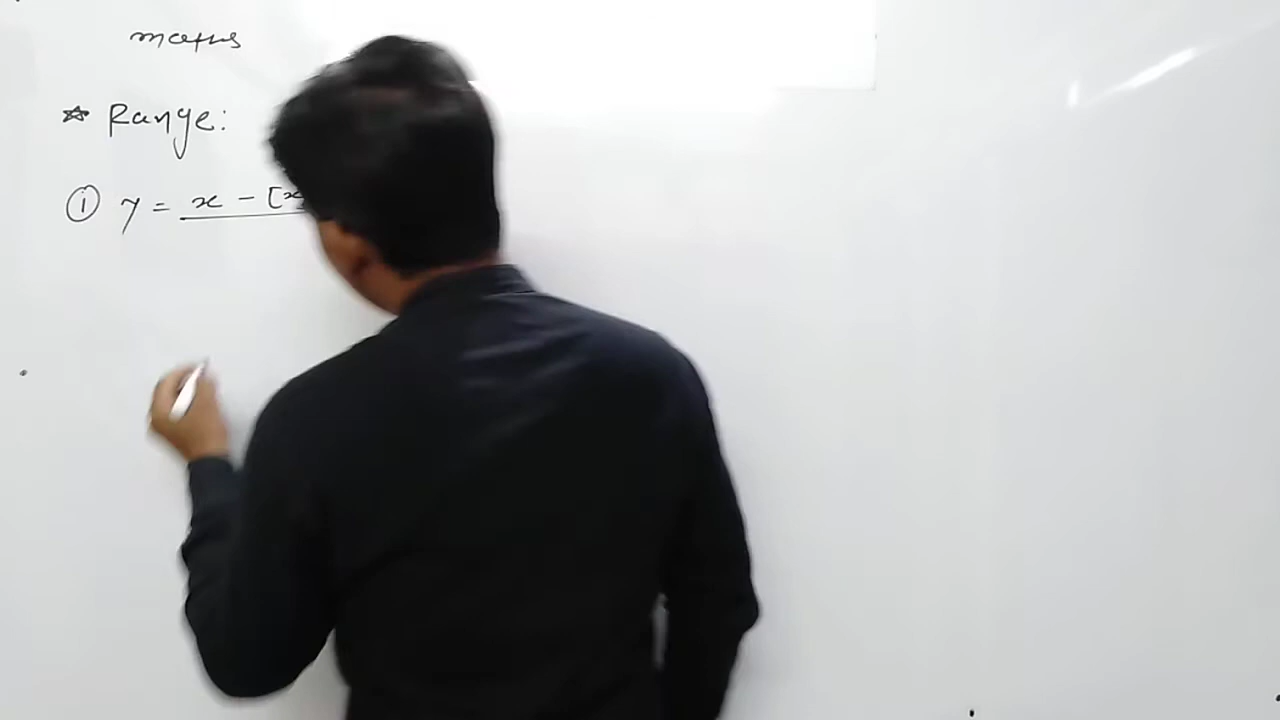 maths
☆ Range:
① y = x - [x